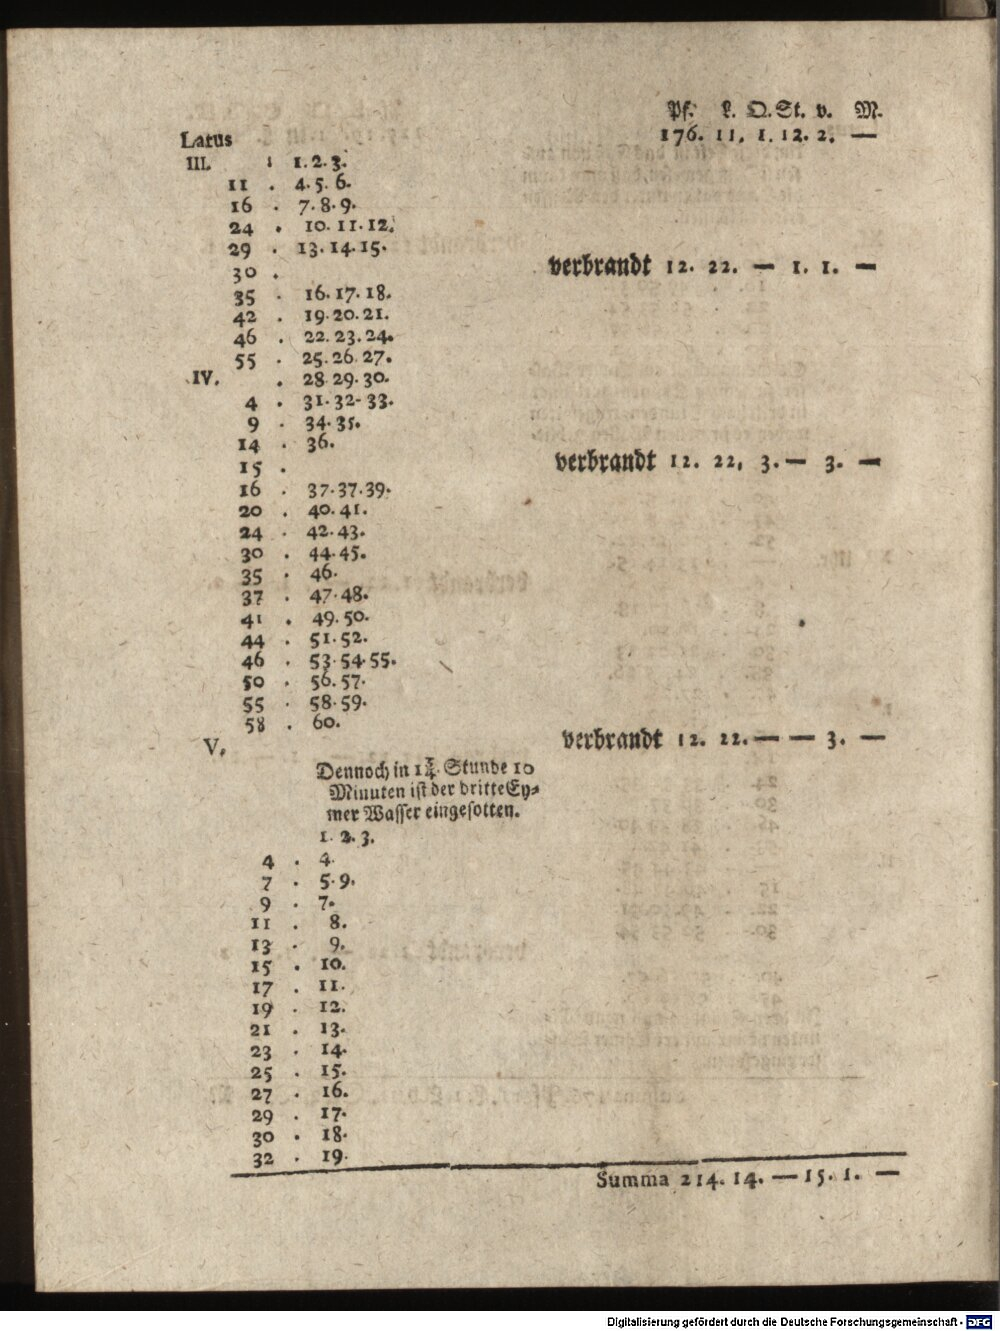 Pf. L. Q. St. v. M.
Latus 176. 11. 1. 12. 2. —
III. : 1. 2. 3.
11 . 4. 5. 6.
16 . 7. 8. 9.
24 . 10. 11. 12.
29 . 13. 14. 15.
30 . verbrandt 12. 22. — 1. 1. —
35 . 16. 17. 18.
42 . 19. 20. 21.
46 . 22. 23. 24.
55 . 25. 26. 27.
IV. . 28. 29. 30.
4 . 31. 32. 33.
9 . 34. 35.
14 . 36.
15 . verbrandt 12. 22, 3. — 3. —
16 . 37. 37. 39.
20 . 40. 41.
24 . 42. 43.
30 . 44. 45.
35 . 46.
37 . 47. 48.
41 . 49. 50.
44 . 51. 52.
46 . 53. 54. 55.
50 . 56. 57.
55 . 58. 59.
58 . 60.
V. verbrandt 12. 22. — — 3. —
Dennoch in 1¾. Stunde 10
Minuten ist der dritte Ey⸗
mer Wasser eingesotten.
1. 2. 3.
4 . 4.
7 . 5. 9.
9 . 7.
11 . 8.
13 . 9.
15 . 10.
17 . 11.
19 . 12.
21 . 13.
23 . 14.
25 . 15.
27 . 16.
29 . 17.
30 . 18.
32 . 19.
Summa 214. 14. — 15. 1. —
Digitalisierung gefördert durch die Deutsche Forschungsgemeinschaft - DFG